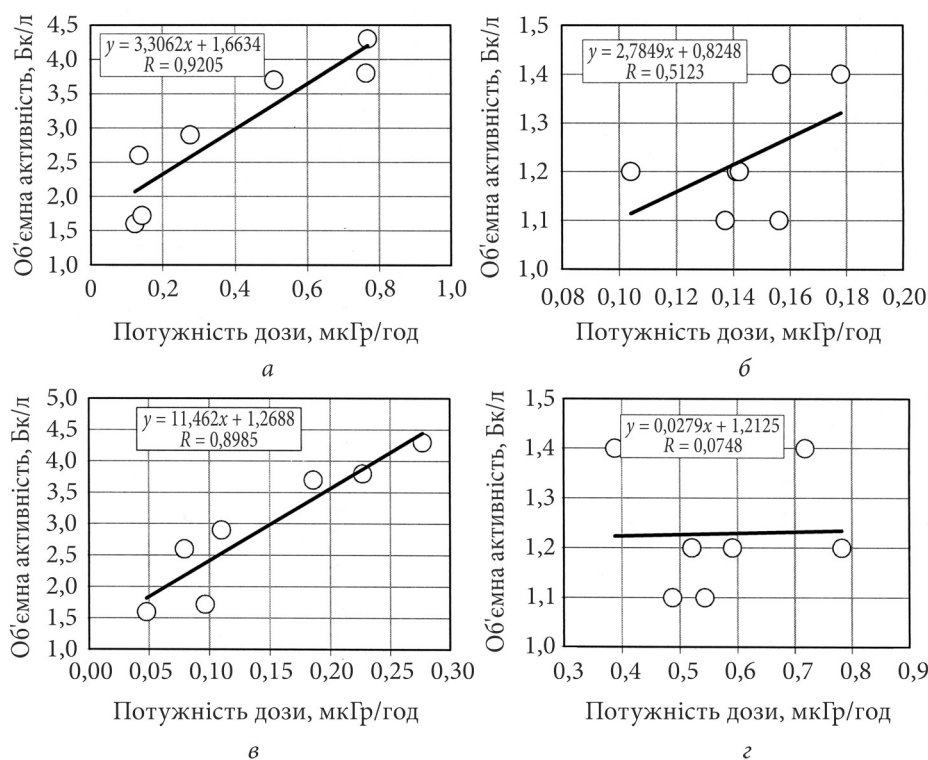 Об'ємна активність, Бк/л
4,5
4,0
3,5
3,0
2,5
2,0
1,5
1,0
y = 3,3062x + 1,6634
R = 0,9205
0 0,2 0,4 0,6 0,8 1,0
Потужність дози, мкГр/год
а
Об'ємна активність, Бк/л
1,5
1,4
1,3
1,2
1,1
1,0
y = 2,7849x + 0,8248
R = 0,5123
0,08 0,10 0,12 0,14 0,16 0,18 0,20
Потужність дози, мкГр/год
б
Об'ємна активність, Бк/л
5,0
4,5
4,0
3,5
3,0
2,5
2,0
1,5
1,0
y = 11,462x + 1,2688
R = 0,8985
0,00 0,05 0,10 0,15 0,20 0,25 0,30
Потужність дози, мкГр/год
в
Об'ємна активність, Бк/л
1,5
1,4
1,3
1,2
1,1
1,0
y = 0,0279x + 1,2125
R = 0,0748
0,3 0,4 0,5 0,6 0,7 0,8 0,9
Потужність дози, мкГр/год
г